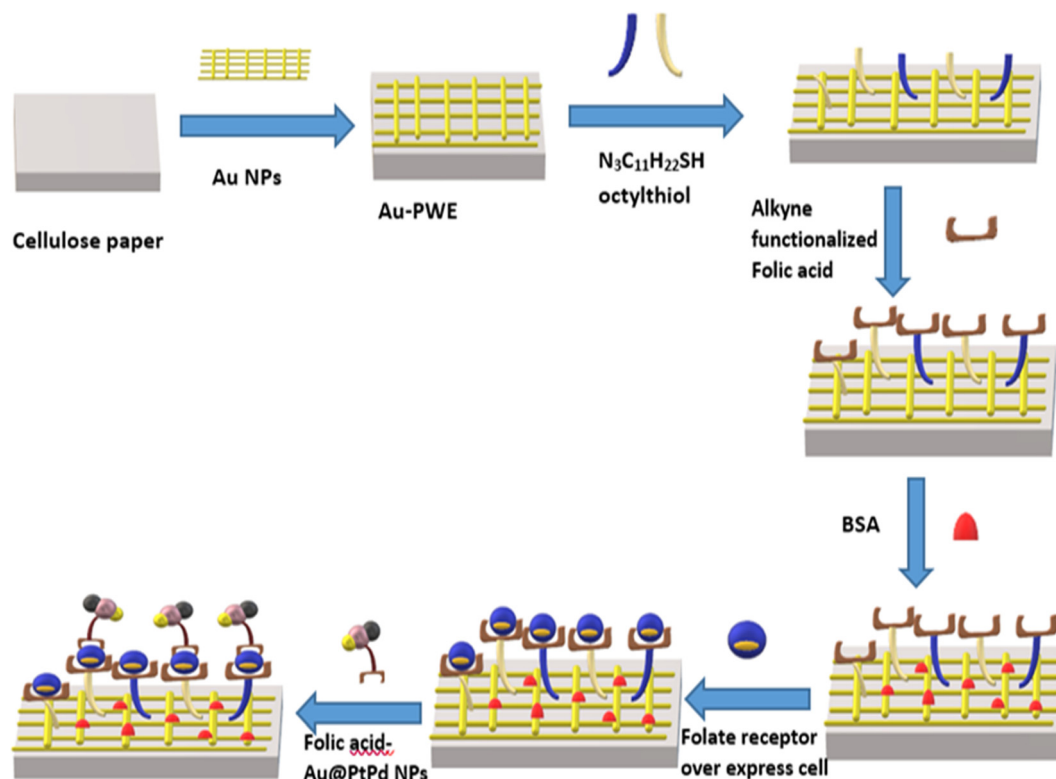 Au NPs
Cellulose paper
Au-PWE
N₃C₁₁H₂₂SH
octylthiol
Alkyne
functionalized
Folic acid
BSA
Folate receptor
over express cell
Folic acid-
Au@PtPd NPs